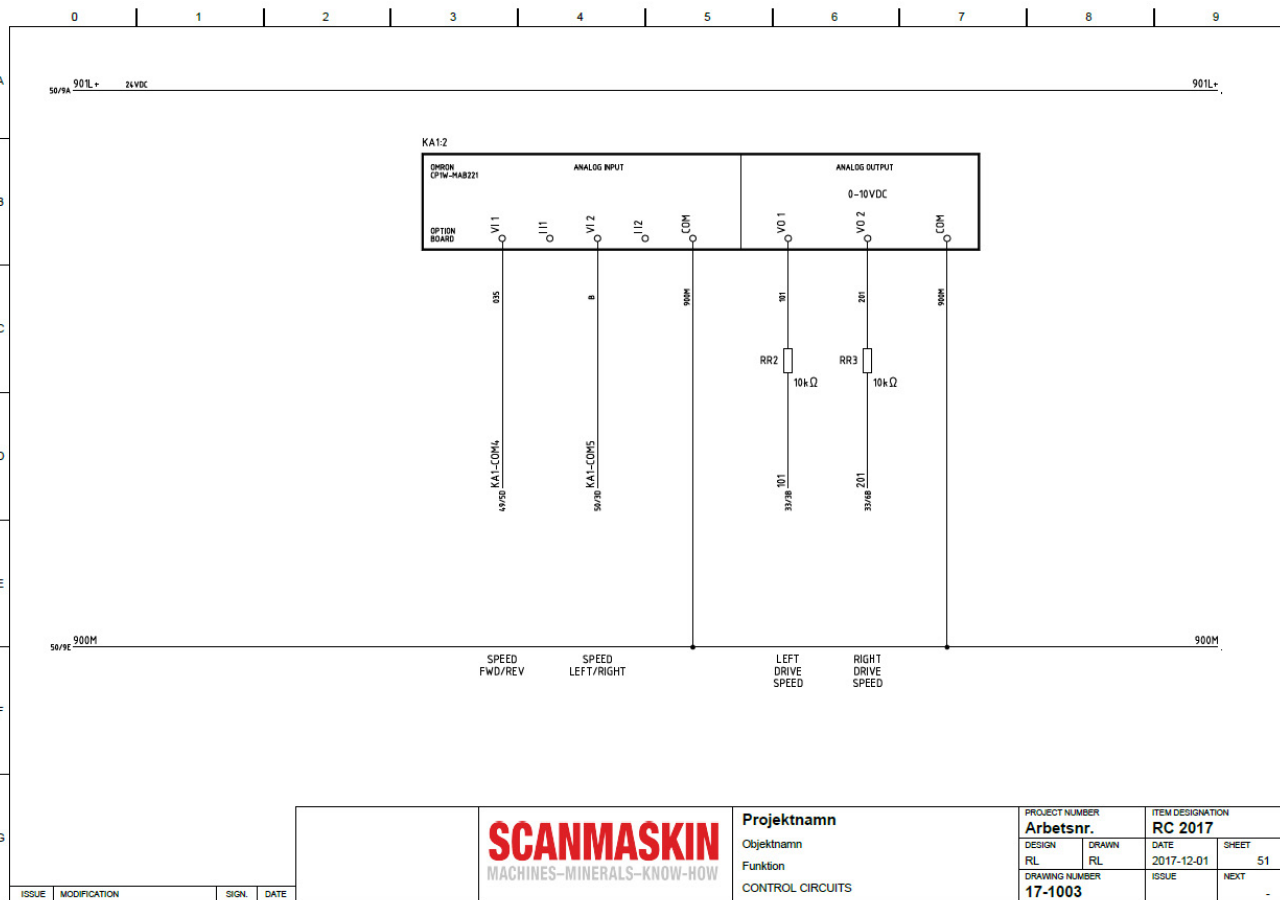 0 1 2 3 4 5 6 7 8 9
A
50/9A 901L+ 24VDC 901L+
KA1:2
OMRON
CP1W-MAB221
ANALOG INPUT
ANALOG OUTPUT
B
0-10VDC
OPTION
BOARD
VI 1 II1 VI 2 II2 COM VO 1 VO 2 COM
035 B 900M 101 201 900M
C
RR2 RR3
10kΩ 10kΩ
D
KA1-COM4 KA1-COM5 101 201
49/5D 50/3D 33/3B 33/6B
E
50/9E 900M 900M
SPEED
FWD/REV
SPEED
LEFT/RIGHT
LEFT
DRIVE
SPEED
RIGHT
DRIVE
SPEED
F
G
ISSUE MODIFICATION SIGN. DATE
SCANMASKIN
MACHINES–MINERALS–KNOW-HOW
Projektnamn
Objektnamn
Funktion
CONTROL CIRCUITS
PROJECT NUMBER
Arbetsnr.
ITEM DESIGNATION
RC 2017
DESIGN DRAWN DATE SHEET
RL RL 2017-12-01 51
DRAWING NUMBER ISSUE NEXT
17-1003 -